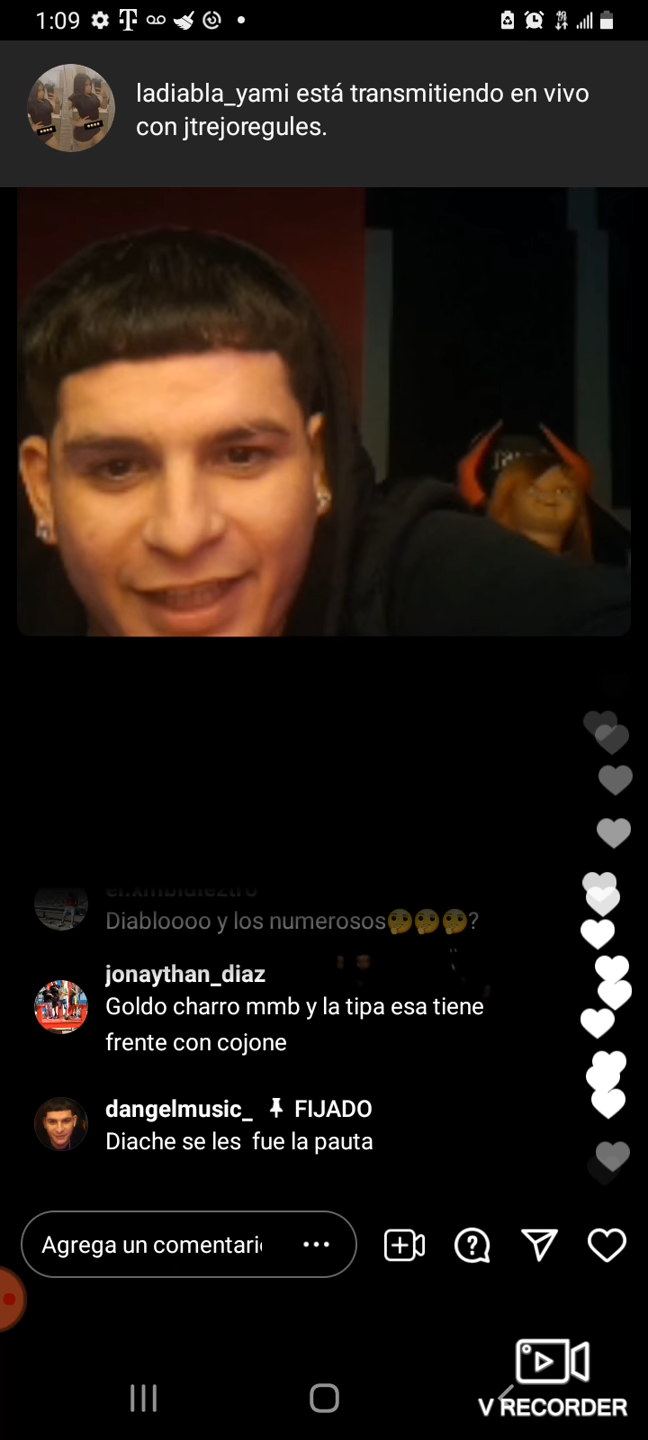 1:09
ladiabla_yami está transmitiendo en vivo
con jtrejoregules.
Diabloooo y los numerosos🤔🤔🤔?
jonaythan_diaz
Goldo charro mmb y la tipa esa tiene
frente con cojone
dangelmusic_ FIJADO
Diache se les fue la pauta
Agrega un comentari
V RECORDER